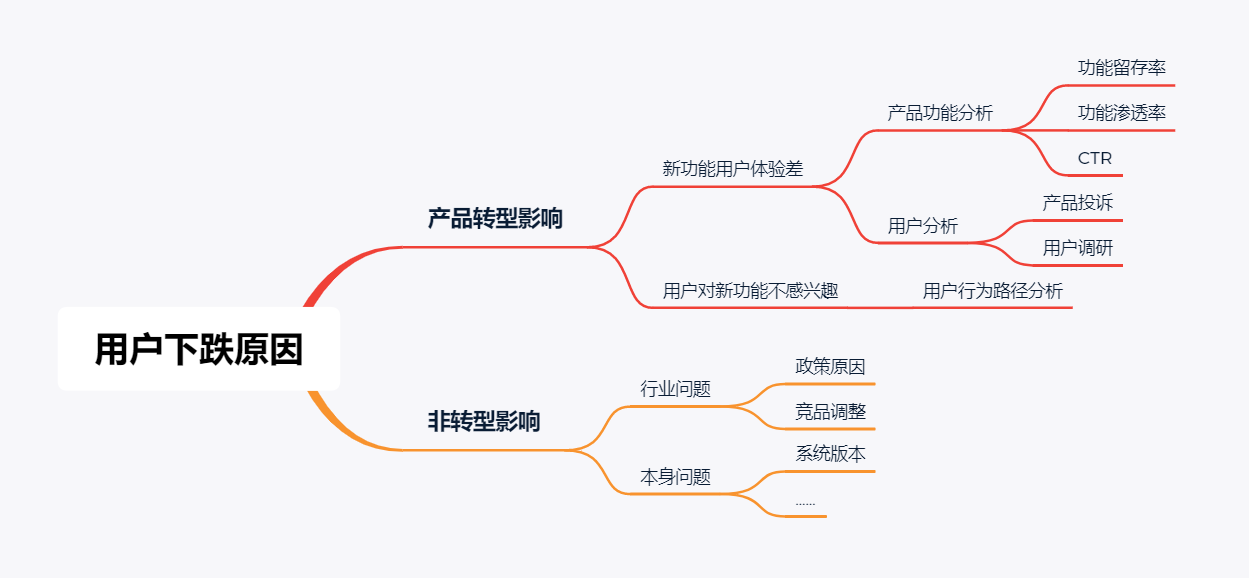 用户下跌原因
产品转型影响
新功能用户体验差
产品功能分析
功能留存率
功能渗透率
CTR
用户分析
产品投诉
用户调研
用户对新功能不感兴趣
用户行为路径分析
非转型影响
行业问题
政策原因
竞品调整
本身问题
系统版本
......